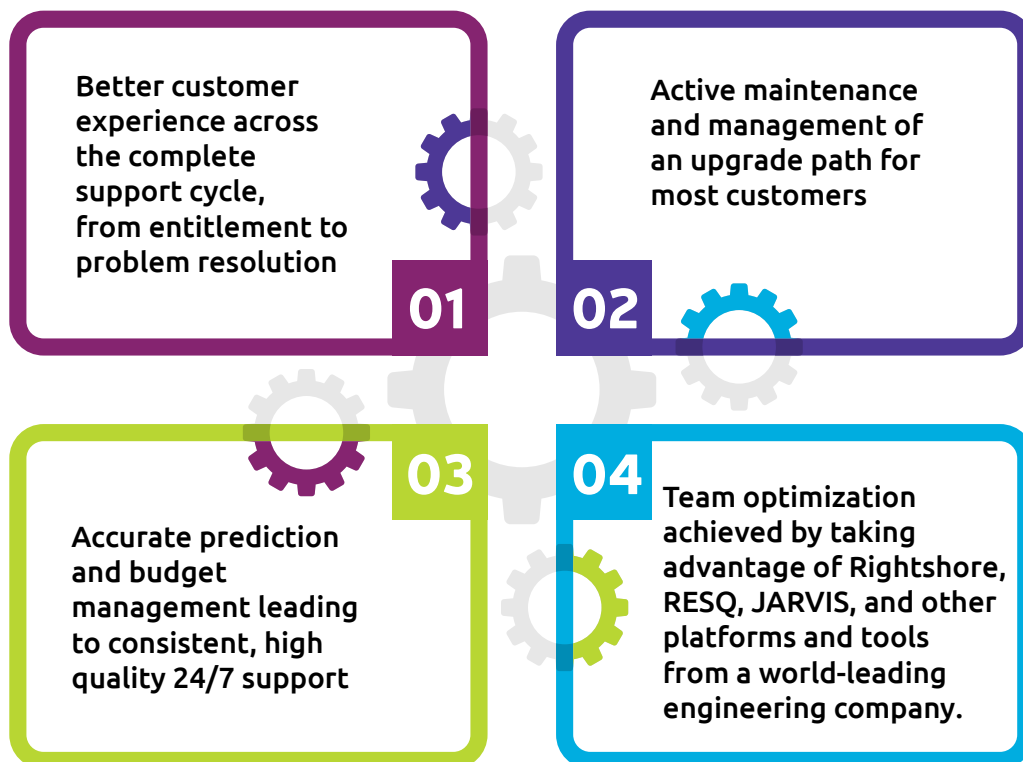 Better customer
experience across
the complete
support cycle,
from entitlement to
problem resolution
01
Active maintenance
and management of
an upgrade path for
most customers
02
03
Accurate prediction
and budget
management leading
to consistent, high
quality 24/7 support
04
Team optimization
achieved by taking
advantage of Rightshore,
RESQ, JARVIS, and other
platforms and tools
from a world-leading
engineering company.